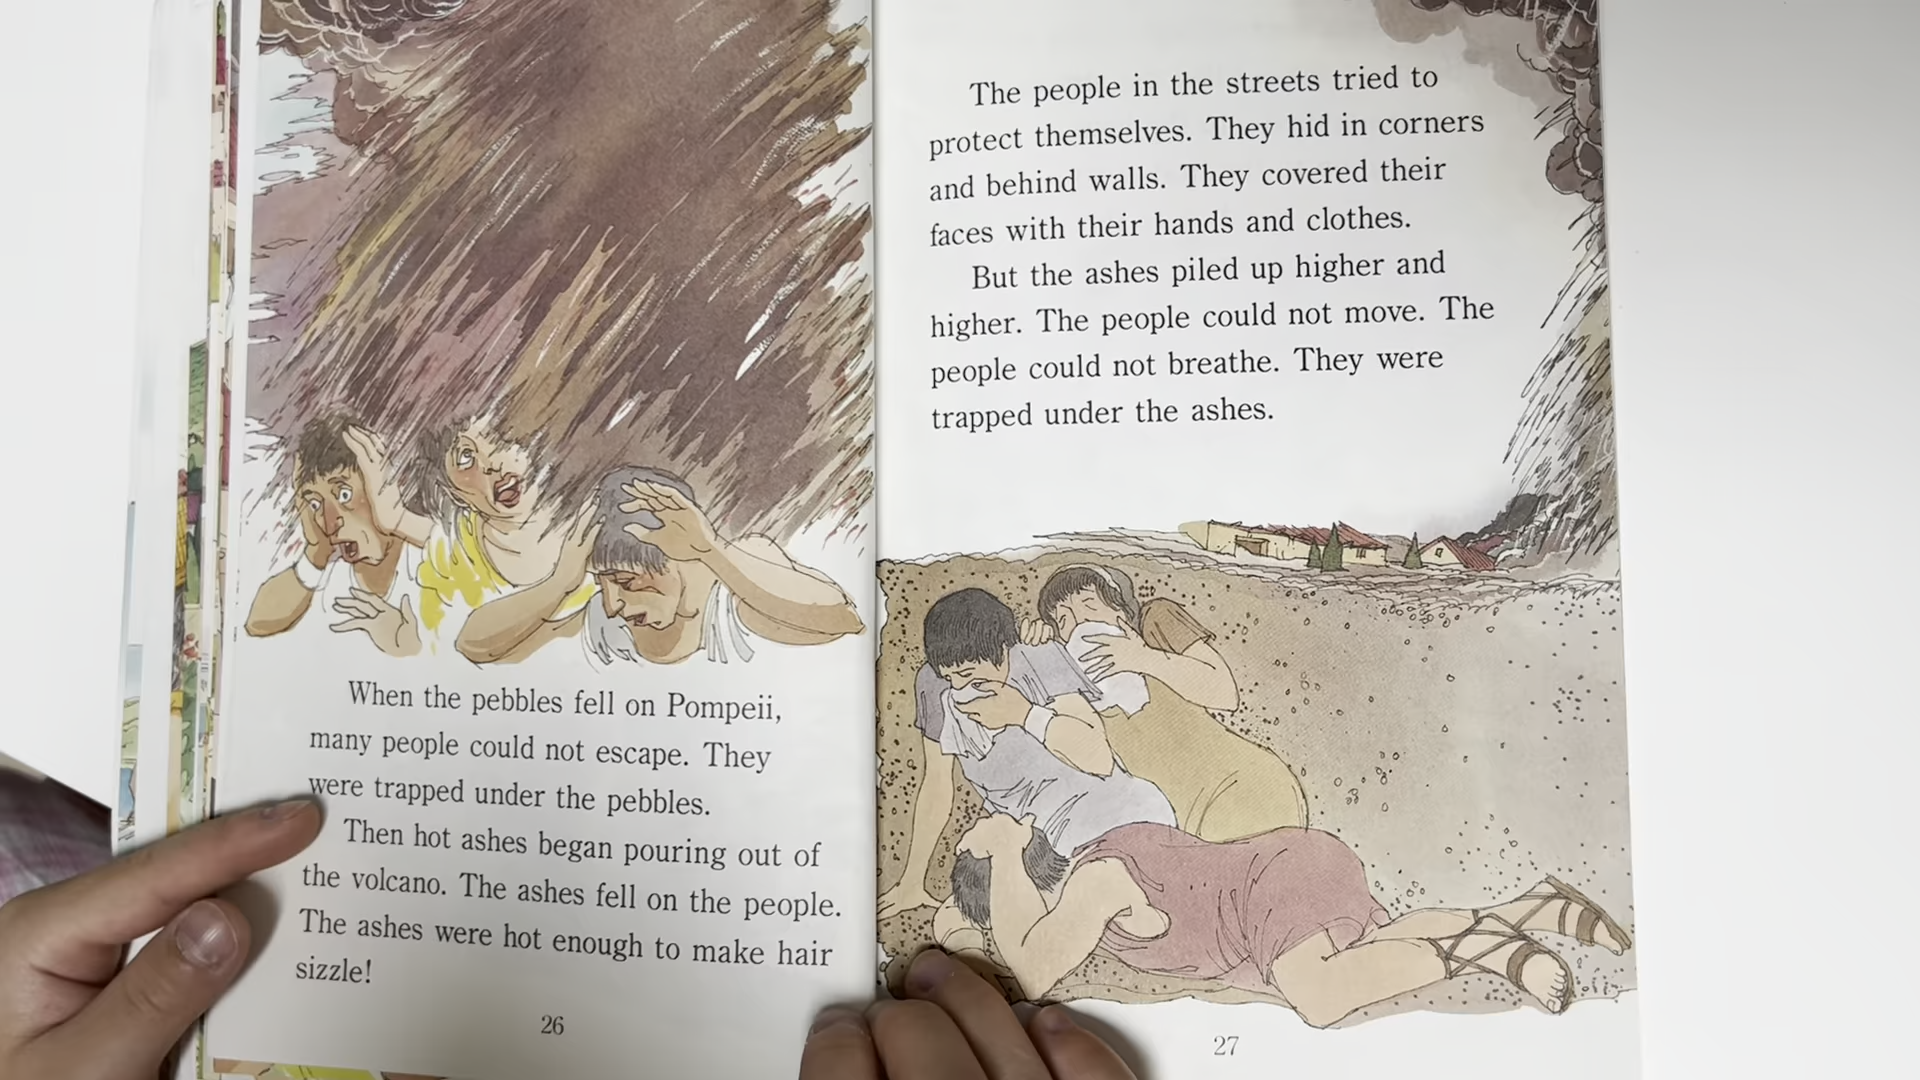 When the pebbles fell on Pompeii,
many people could not escape. They
were trapped under the pebbles.
Then hot ashes began pouring out of
the volcano. The ashes fell on the people.
The ashes were hot enough to make hair
sizzle!
26
The people in the streets tried to
protect themselves. They hid in corners
and behind walls. They covered their
faces with their hands and clothes.
But the ashes piled up higher and
higher. The people could not move. The
people could not breathe. They were
trapped under the ashes.
27